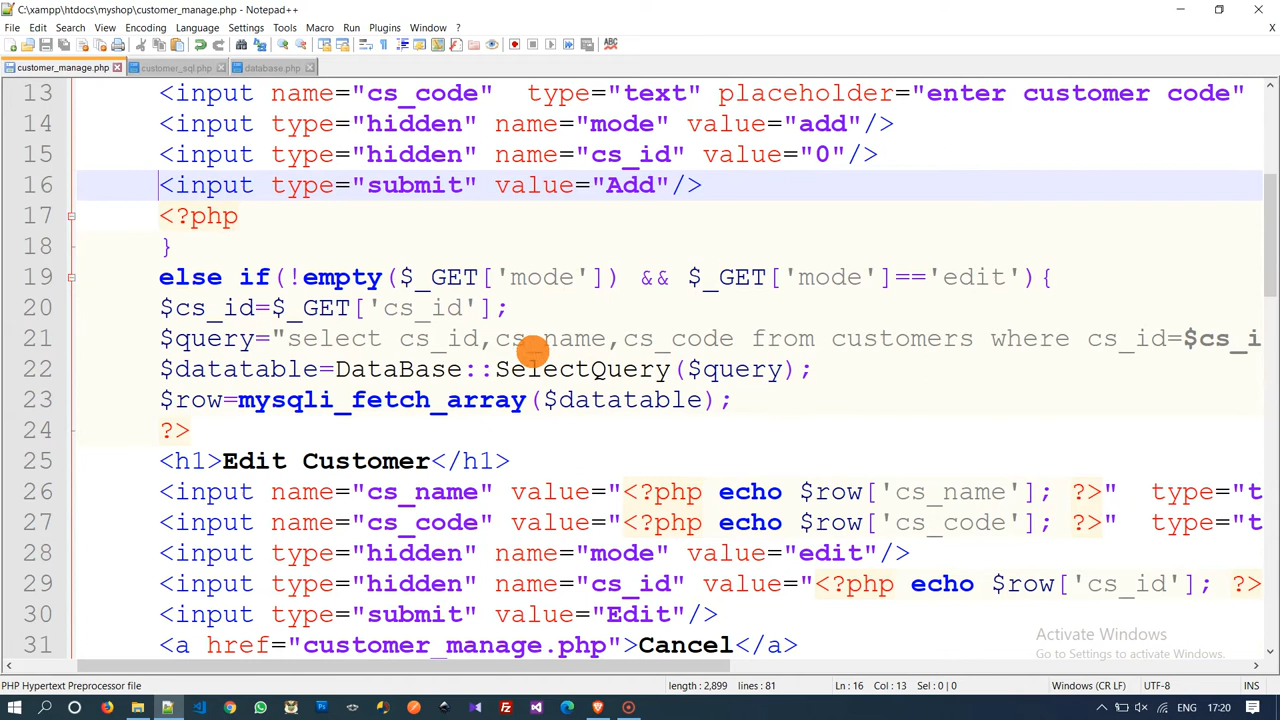 C:\xampp\htdocs\myshop\customer_manage.php - Notepad++
File Edit Search View Encoding Language Settings Tools Macro Run Plugins Window ?
X
customer_manage.php customer_sql.php database.php
13 <input name="cs_code"  type="text" placeholder="enter customer code"
14 <input type="hidden" name="mode" value="add"/>
15 <input type="hidden" name="cs_id" value="0"/>
16 <input type="submit" value="Add"/>
17 <?php
18 }
19 else if(!empty($_GET['mode']) && $_GET['mode']=='edit'){
20 $cs_id=$_GET['cs_id'];
21 $query="select cs_id,cs_name,cs_code from customers where cs_id=$cs_i
22 $datatable=DataBase::SelectQuery($query);
23 $row=mysqli_fetch_array($datatable);
24 ?>
25 <h1>Edit Customer</h1>
26 <input name="cs_name" value="<?php echo $row['cs_name']; ?>"  type="t
27 <input name="cs_code" value="<?php echo $row['cs_code']; ?>"  type="t
28 <input type="hidden" name="mode" value="edit"/>
29 <input type="hidden" name="cs_id" value="<?php echo $row['cs_id']; ?>
30 <input type="submit" value="Edit"/>
31 <a href="customer_manage.php">Cancel</a>
Activate Windows
Go to Settings to activate Windows.
PHP Hypertext Preprocessor file length : 2,899 lines : 81 Ln : 16 Col : 13 Sel : 0 | 0 Windows (CR LF) UTF-8 INS
ENG 17:20